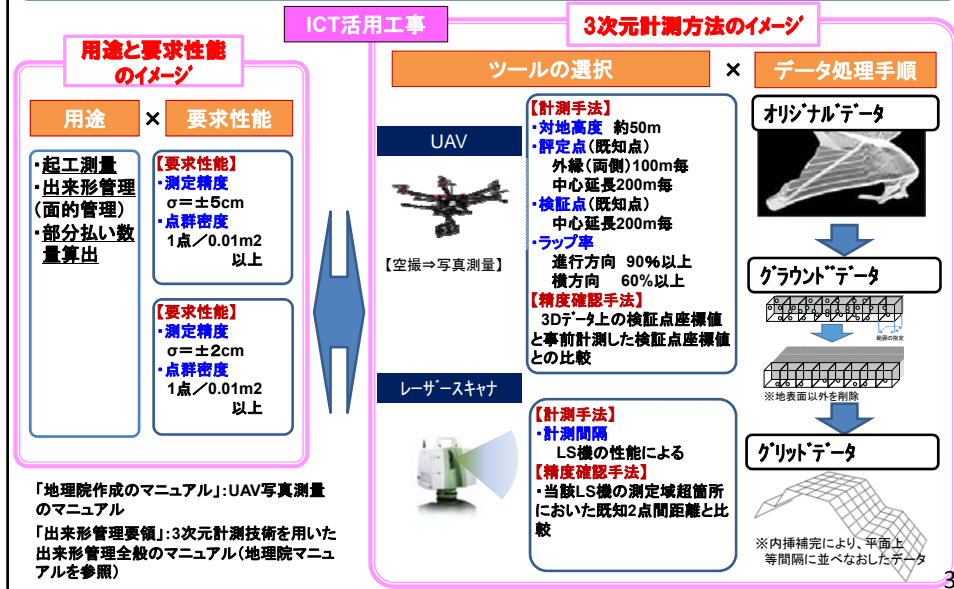 ICT活用工事
用途と要求性能
のイメージ
用途
×
要求性能
・起工測量
・出来形管理
(面的管理)
・部分払い数
量算出
【要求性能】
・測定精度
σ=±5cm
・点群密度
1点/0.01m2
以上
【要求性能】
・測定精度
σ=±2cm
・点群密度
1点/0.01m2
以上
「地理院作成のマニュアル」:UAV写真測量
のマニュアル
「出来形管理要領」:3次元計測技術を用いた
出来形管理全般のマニュアル(地理院マニュ
アルを参照)
3次元計測方法のイメージ
ツールの選択
×
データ処理手順
UAV
【空撮⇒写真測量】
【計測手法】
・対地高度 約50m
・評定点(既知点)
外縁(両側)100m毎
中心延長200m毎
・検証点(既知点)
中心延長200m毎
・ラップ率
進行方向 90%以上
横方向 60%以上
【精度確認手法】
3Dデータ上の検証点座標値
と事前計測した検証点座標値
との比較
レーザースキャナ
【計測手法】
・計測間隔
LS機の性能による
【精度確認手法】
・当該LS機の測定域超箇所
においた既知2点間距離と比
較
オリジナルデータ
グラウンドデータ
範囲の指定
※地表面以外を削除
グリッドデータ
※内挿補完により、平面上
等間隔に並べなおしたデータ
3